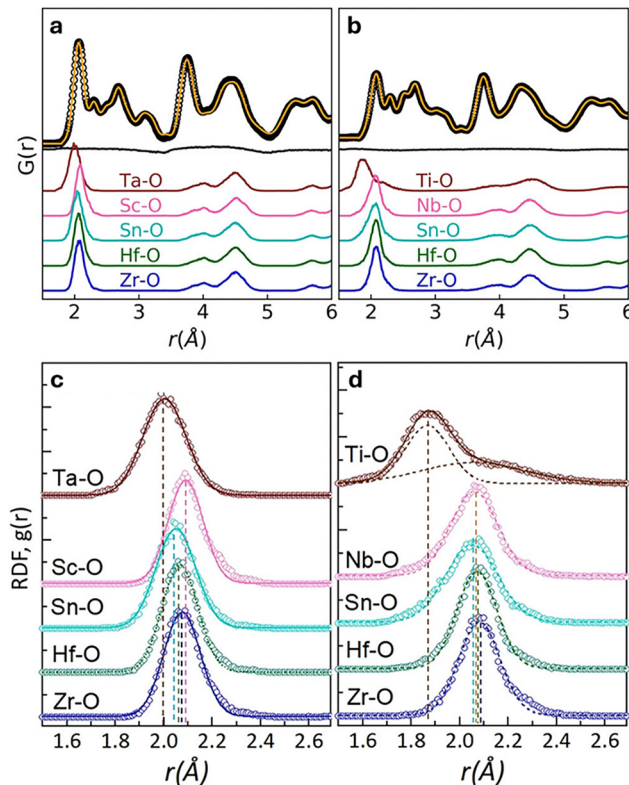 a
G(r)
Ta-O
Sc-O
Sn-O
Hf-O
Zr-O
2 3 4 5 6
r(Å)
b
Ti-O
Nb-O
Sn-O
Hf-O
Zr-O
2 3 4 5 6
r(Å)
c
RDF, g(r)
Ta-O
Sc-O
Sn-O
Hf-O
Zr-O
1.6 1.8 2.0 2.2 2.4 2.6
r(Å)
d
Ti-O
Nb-O
Sn-O
Hf-O
Zr-O
1.6 1.8 2.0 2.2 2.4 2.6
r(Å)